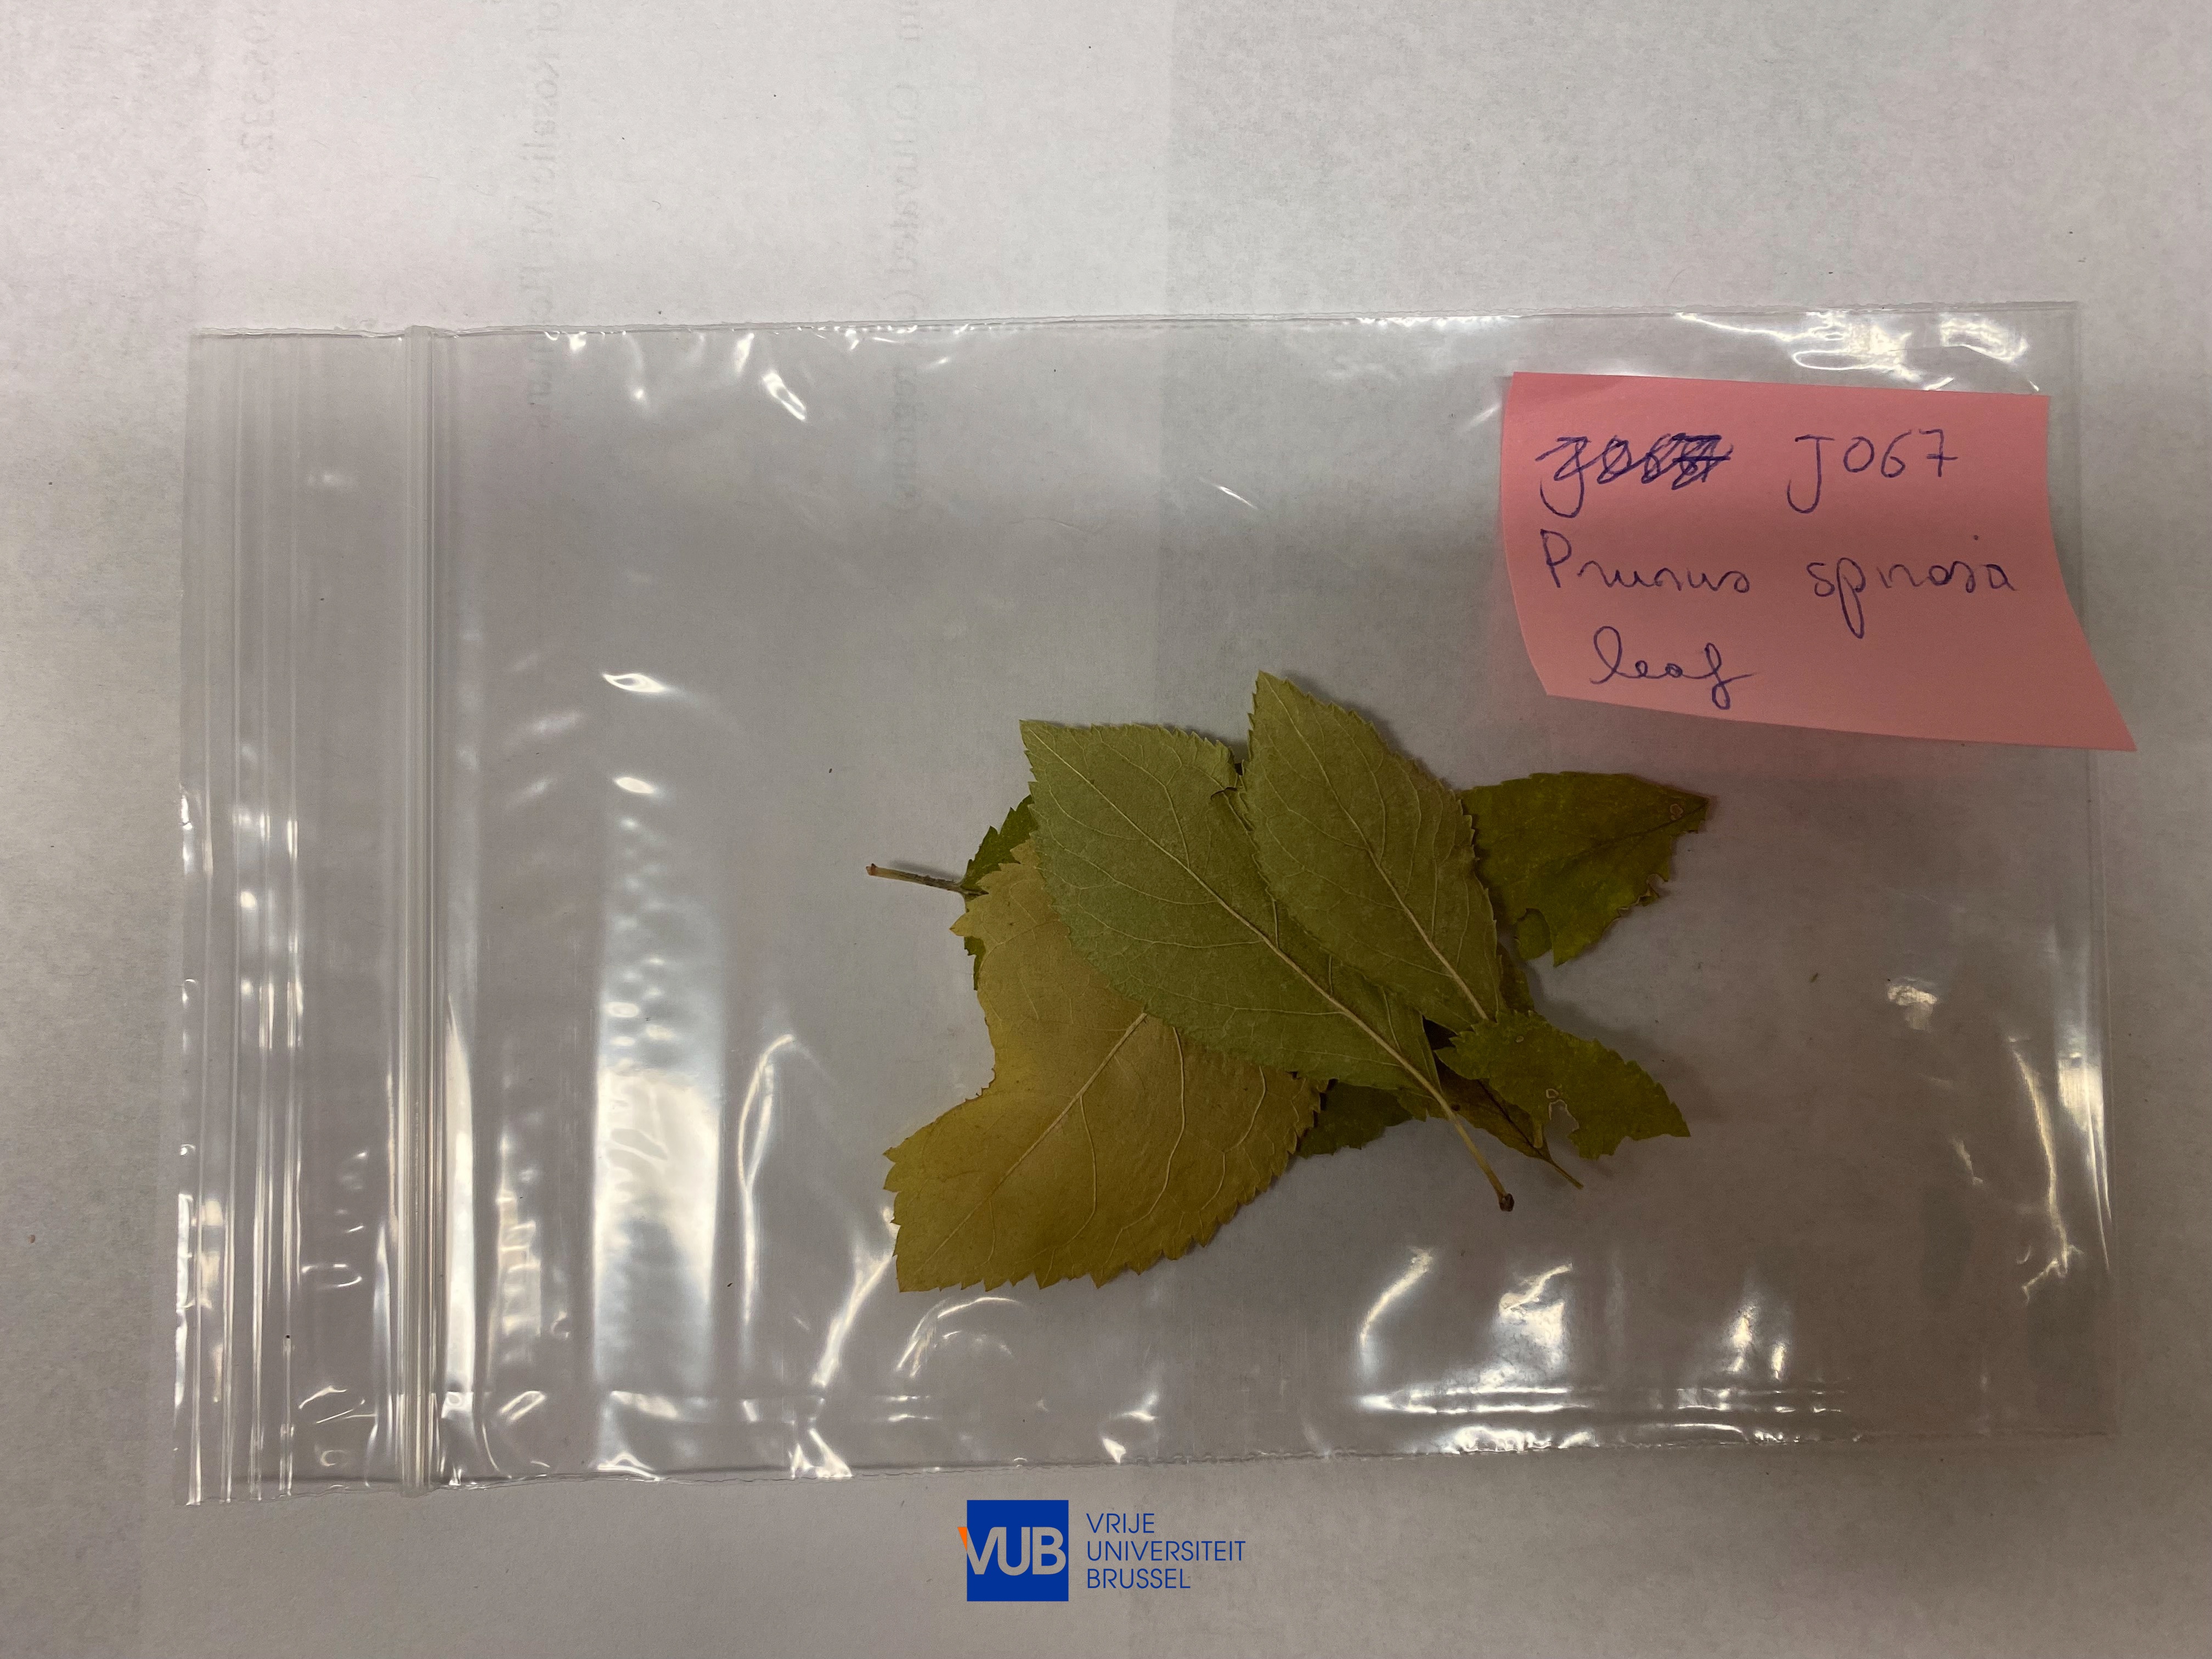 J067
Prunus spinosa
leaf
VUB
VRIJE
UNIVERSITEIT
BRUSSEL